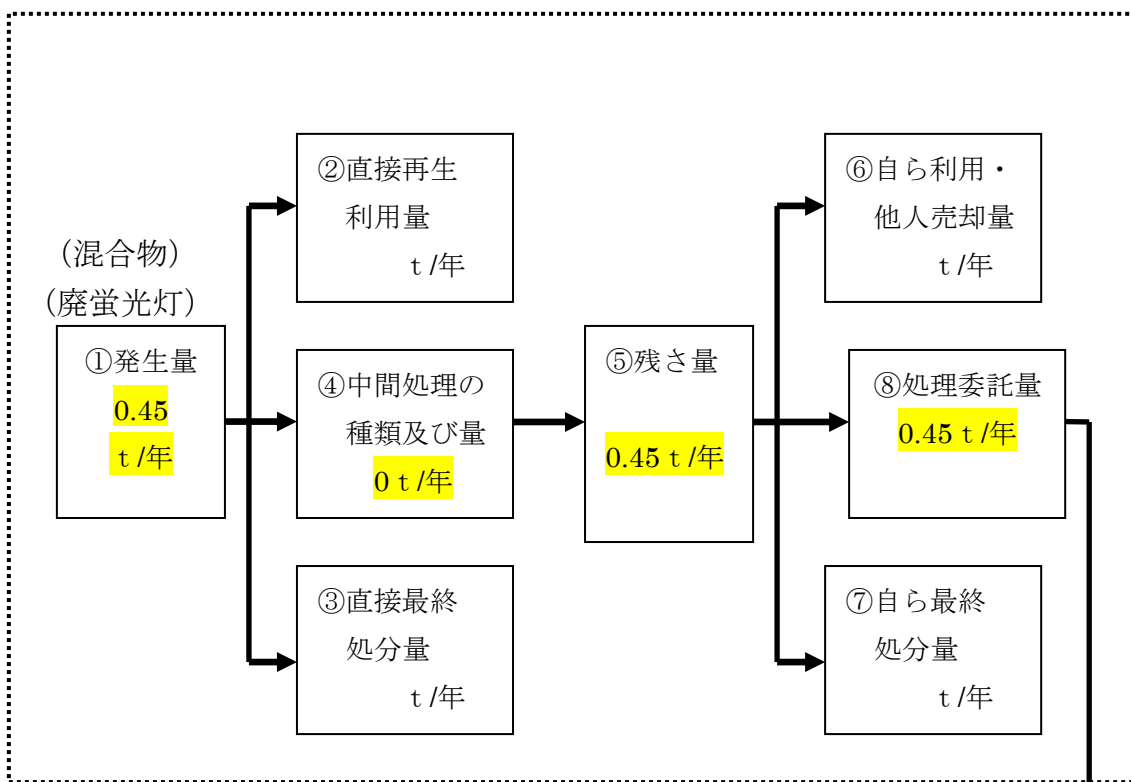 (混合物)
(廃蛍光灯)
①発生量
0.45
ｔ/年
②直接再生
利用量
ｔ/年
④中間処理の
種類及び量
0ｔ/年
③直接最終
処分量
ｔ/年
⑤残さ量
0.45ｔ/年
⑥自ら利用・
他人売却量
ｔ/年
⑧処理委託量
0.45ｔ/年
⑦自ら最終
処分量
ｔ/年